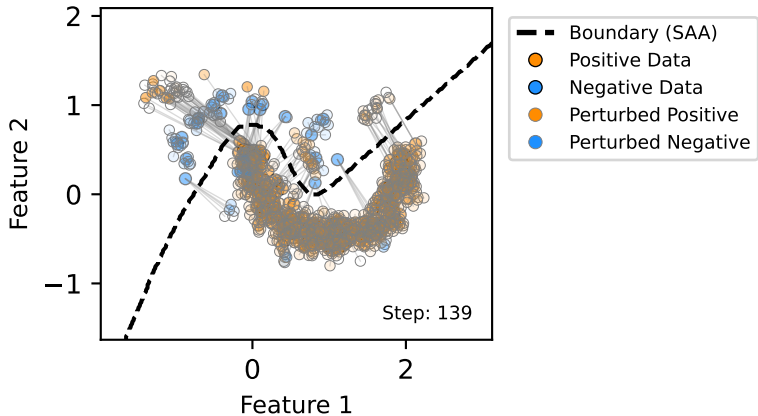 2
1
0
−1
Feature 2
0
2
Feature 1
Step: 139
Boundary (SAA)
Positive Data
Negative Data
Perturbed Positive
Perturbed Negative